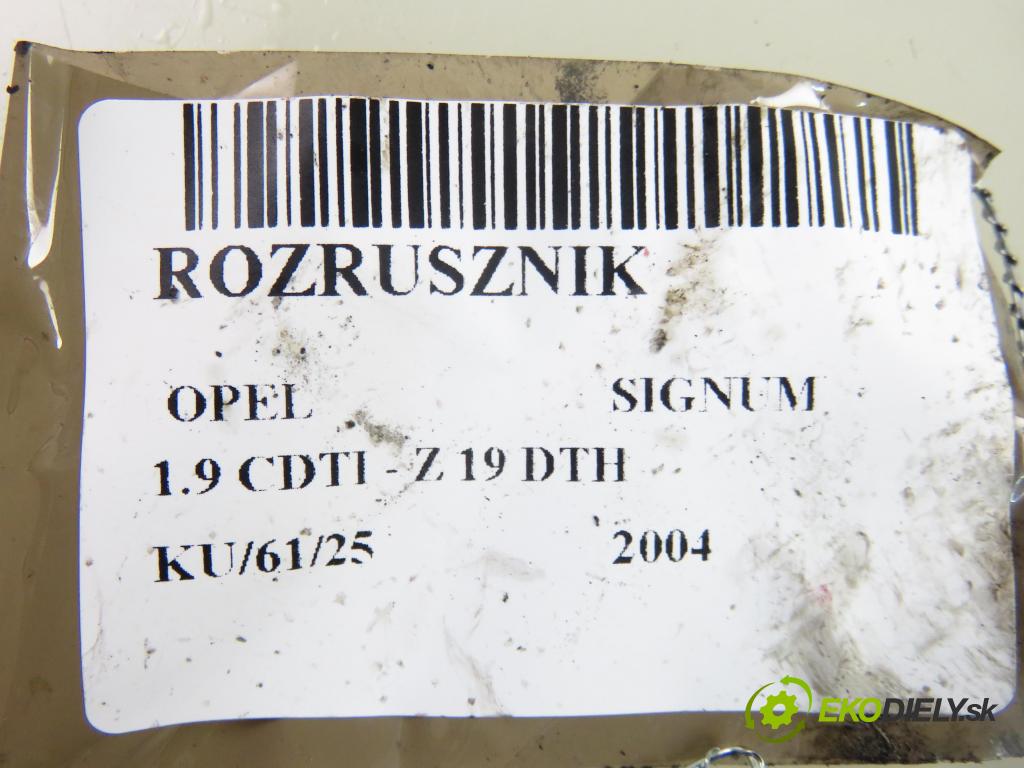 ROZRUSZNIK
OPEL SIGNUM
1.9 CDTI - Z 19 DTH
KU/61/25 2004
EKODIELY.sk